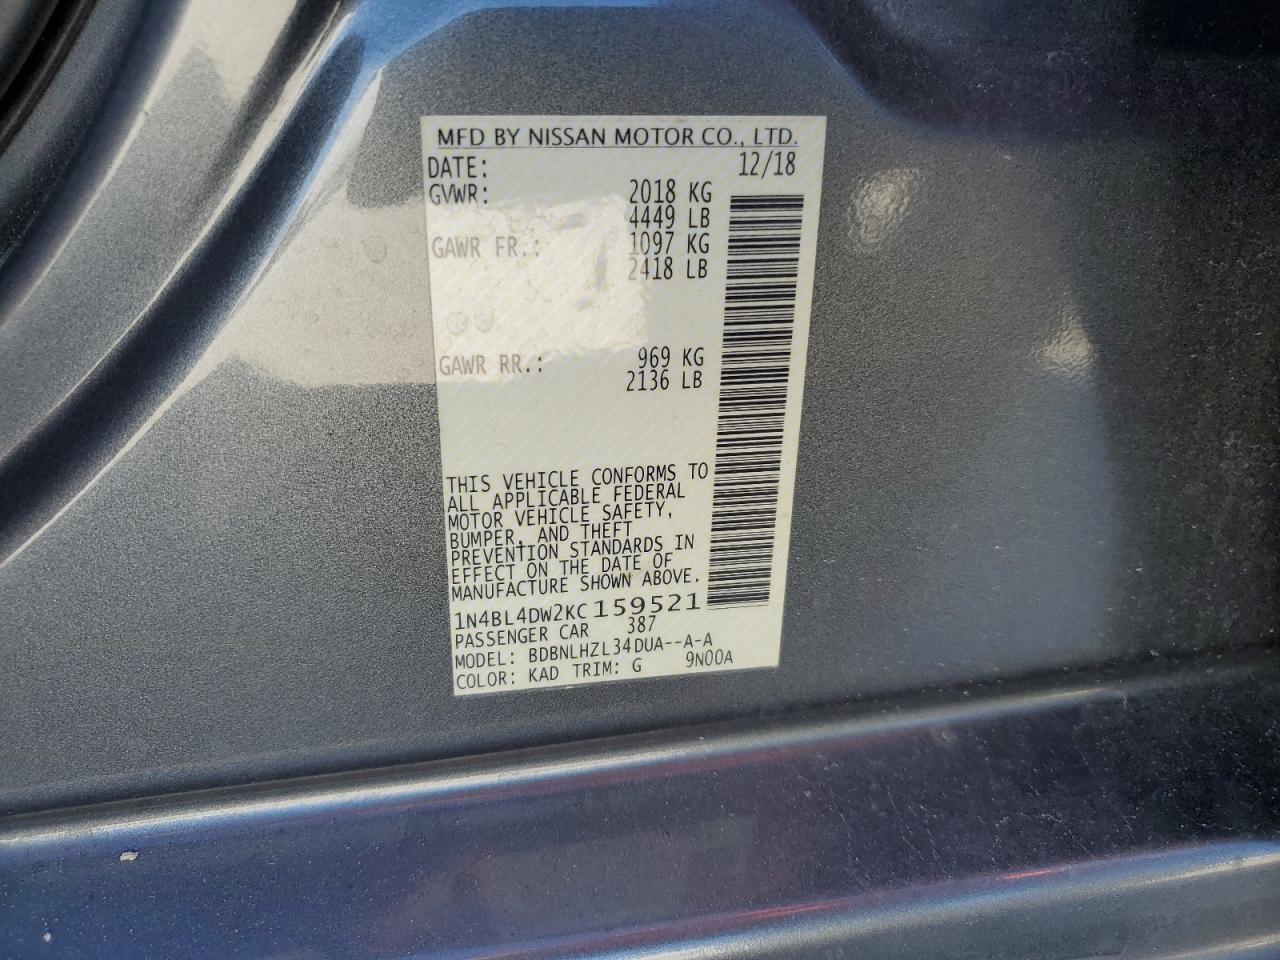 MFD BY NISSAN MOTOR CO., LTD.
DATE: 12/18
GVWR: 2018 KG
4449 LB
GAWR FR.: 1097 KG
2418 LB
GAWR RR.: 969 KG
2136 LB
THIS VEHICLE CONFORMS TO
ALL APPLICABLE FEDERAL
MOTOR VEHICLE SAFETY,
BUMPER, AND THEFT
PREVENTION STANDARDS IN
EFFECT ON THE DATE OF
MANUFACTURE SHOWN ABOVE.
1N4BL4DW2KC159521
PASSENGER CAR 387
MODEL: BDBNLHZL34DUA--A-A
COLOR: KAD TRIM: G 9N00A